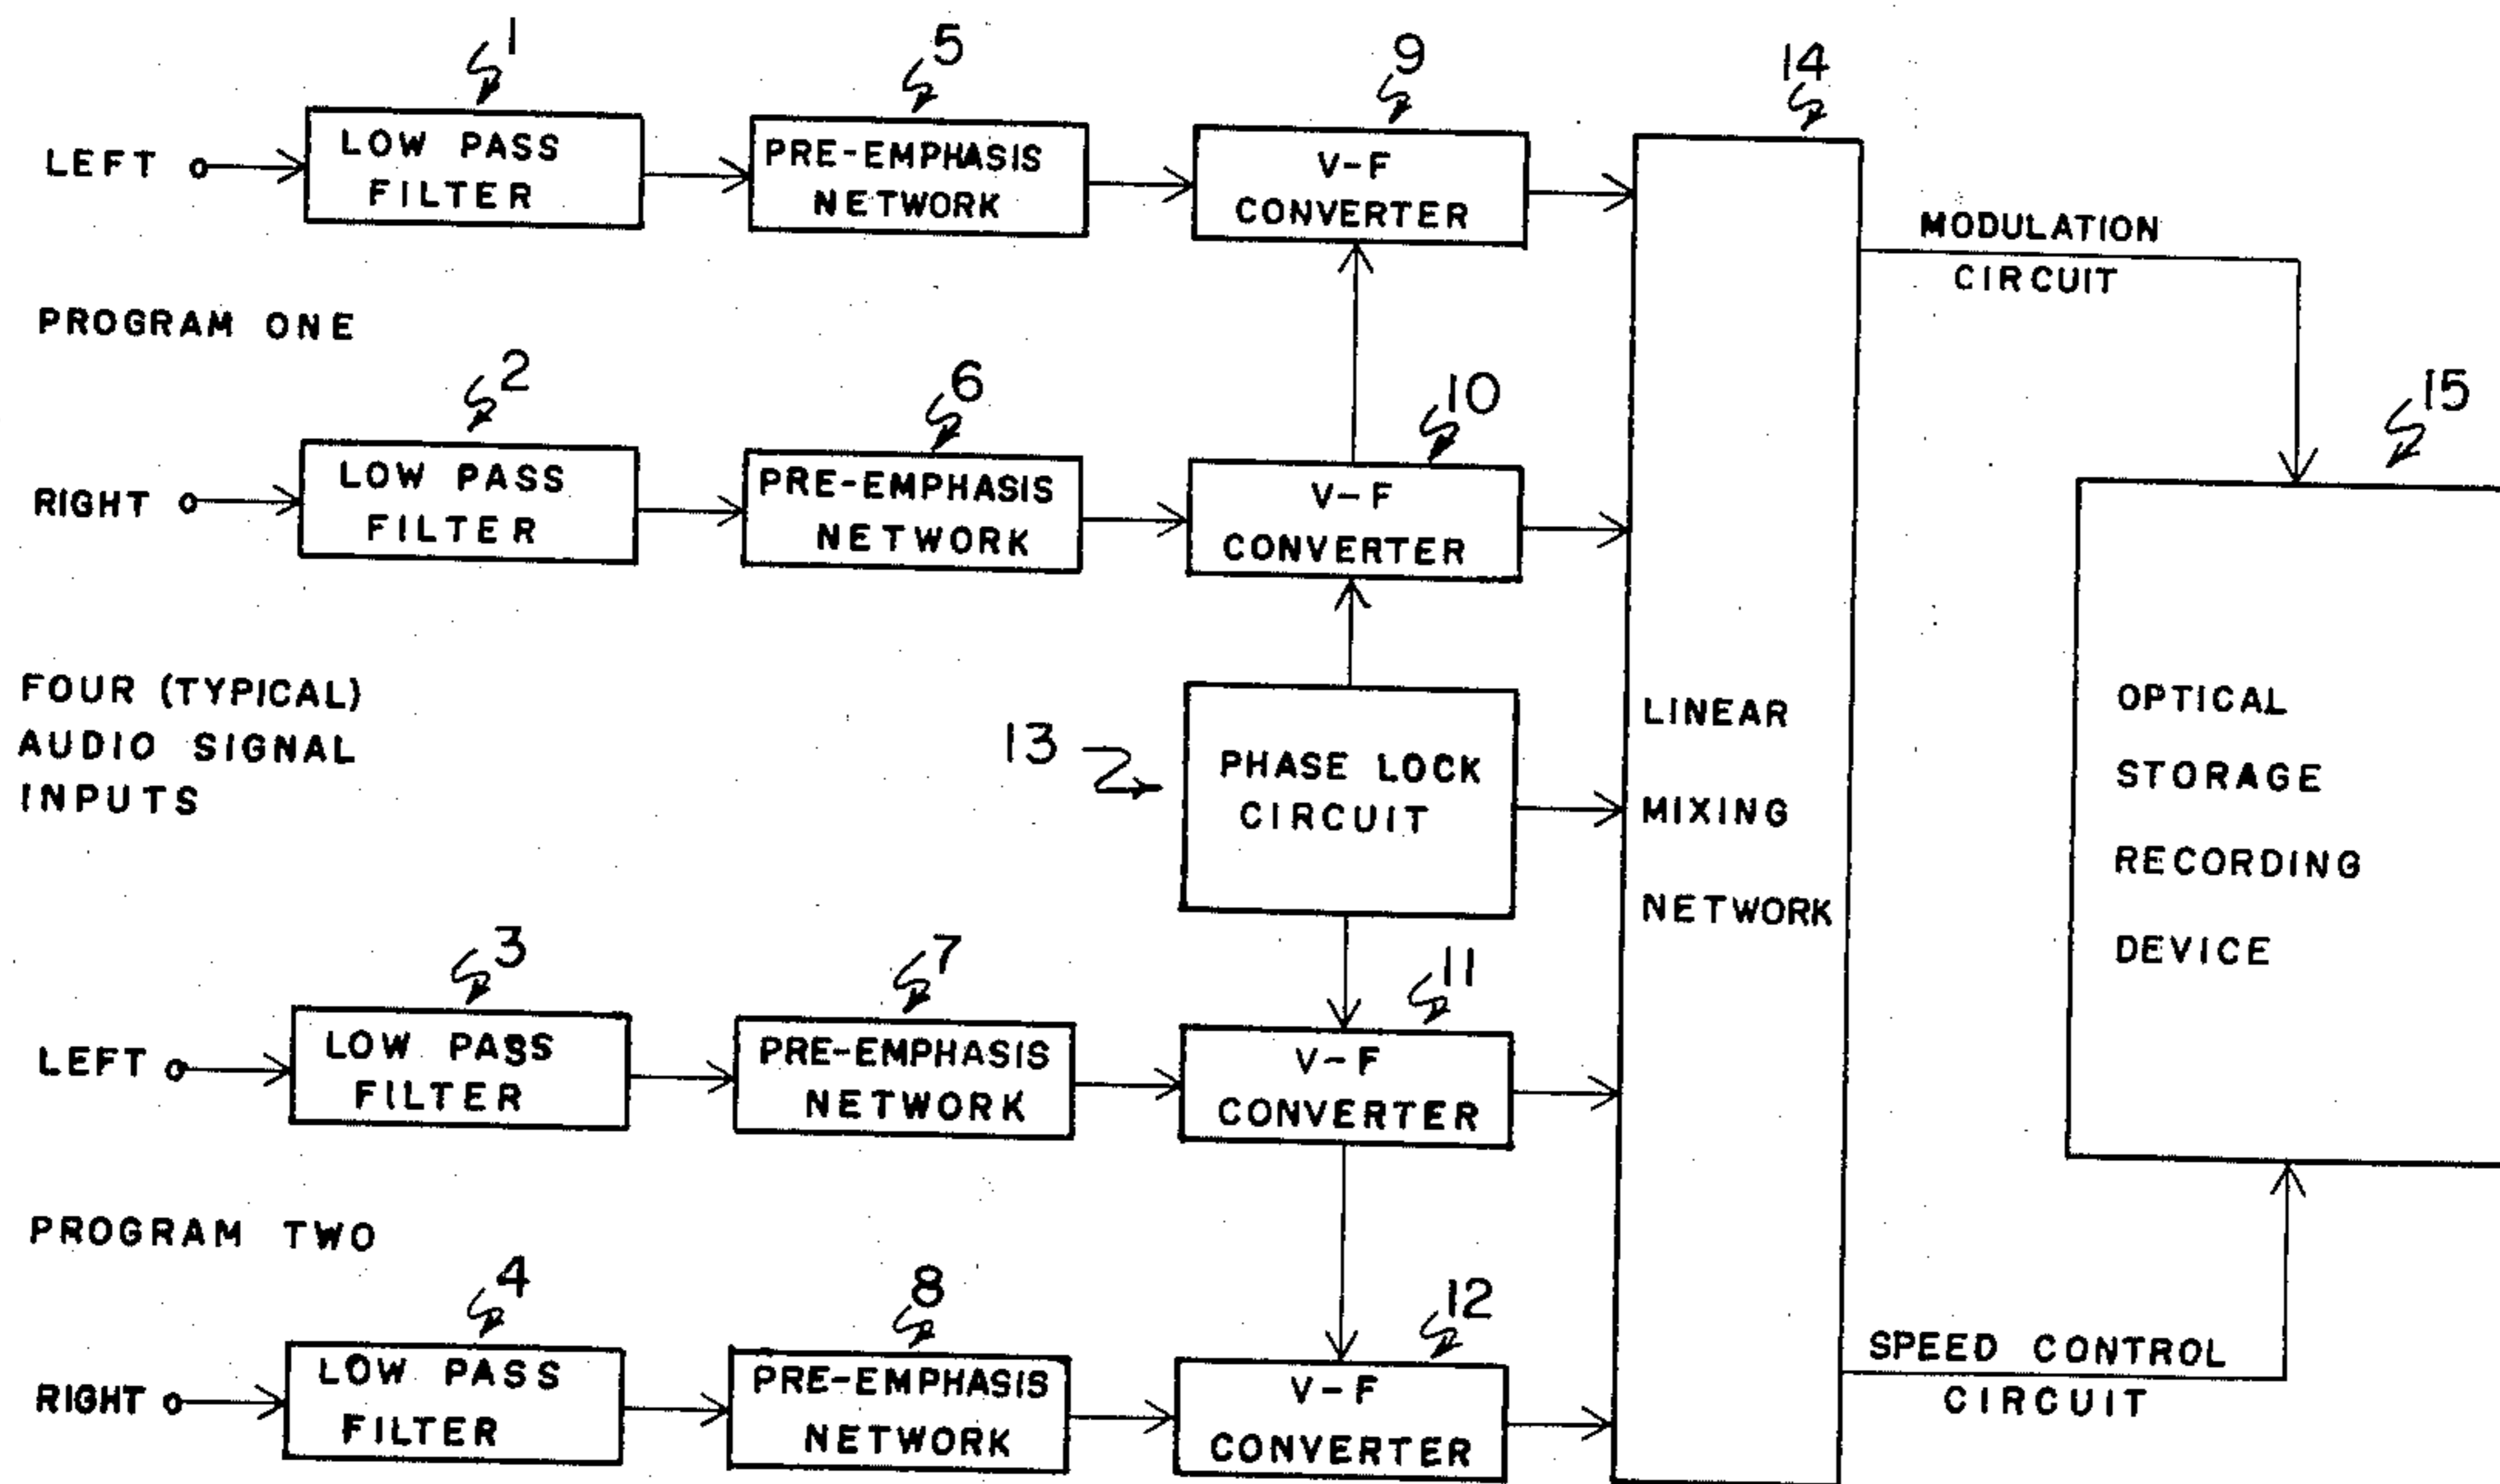 1
5
9
14
LEFT
LOW PASS
FILTER
PRE-EMPHASIS
NETWORK
V-F
CONVERTER
MODULATION
CIRCUIT
PROGRAM ONE
2
6
10
15
RIGHT
LOW PASS
FILTER
PRE-EMPHASIS
NETWORK
V-F
CONVERTER
FOUR (TYPICAL)
AUDIO SIGNAL
INPUTS
13
PHASE LOCK
CIRCUIT
LINEAR
MIXING
NETWORK
OPTICAL
STORAGE
RECORDING
DEVICE
3
7
11
LEFT
LOW PASS
FILTER
PRE-EMPHASIS
NETWORK
V-F
CONVERTER
PROGRAM TWO
4
8
12
RIGHT
LOW PASS
FILTER
PRE-EMPHASIS
NETWORK
V-F
CONVERTER
SPEED CONTROL
CIRCUIT